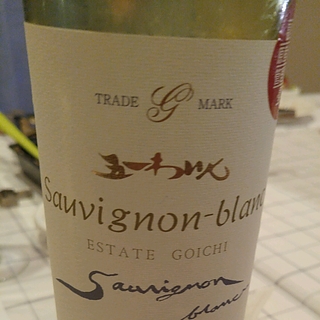 TRADE G MARK
五一わいん
Sauvignon-blanc
ESTATE GOICHI
Sauvignon
blanc